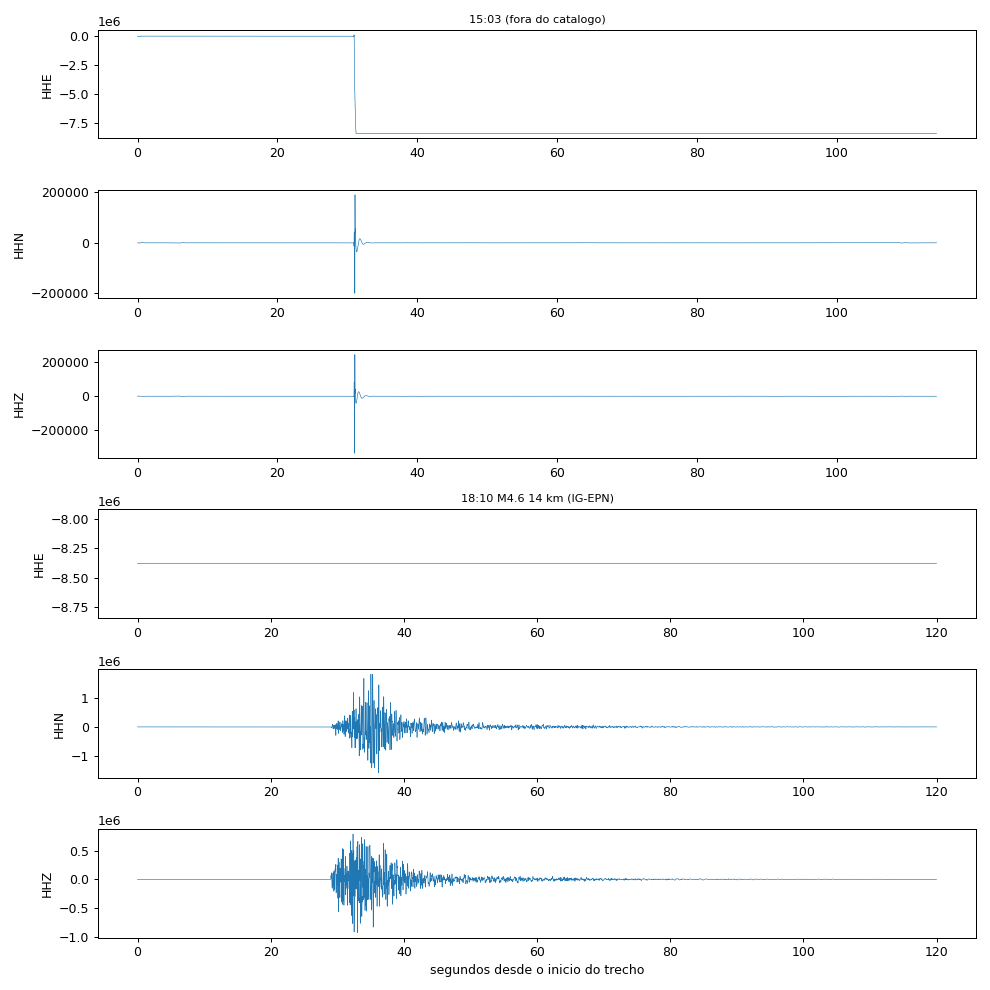 15:03 (fora do catalogo)
1e6
HHE
0.0
−2.5
−5.0
−7.5
0 20 40 60 80 100
HHN
200000
0
−200000
0 20 40 60 80 100
HHZ
200000
0
−200000
0 20 40 60 80 100
18:10 M4.6 14 km (IG-EPN)
1e6
HHE
−8.00
−8.25
−8.50
−8.75
0 20 40 60 80 100 120
1e6
HHN
1
0
−1
0 20 40 60 80 100 120
1e6
HHZ
0.5
0.0
−0.5
−1.0
0 20 40 60 80 100 120
segundos desde o inicio do trecho